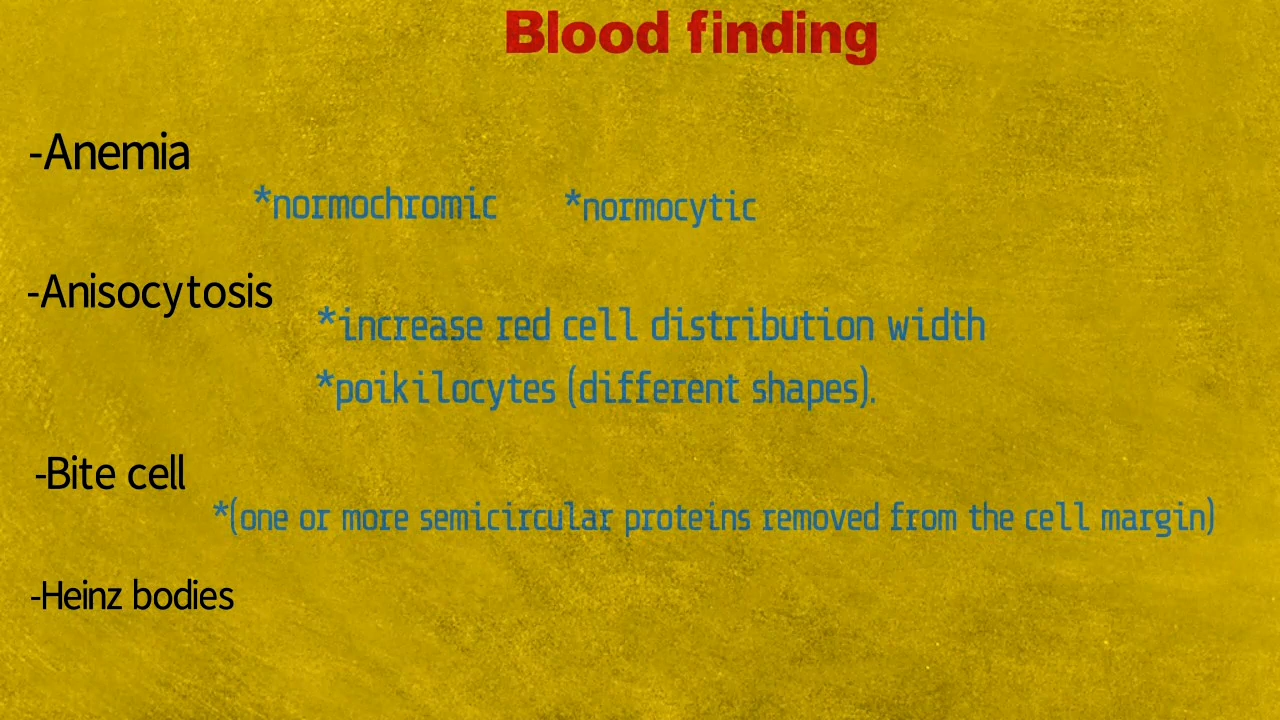 Blood finding
-Anemia
*normochromic *normocytic
-Anisocytosis
*increase red cell distribution width
*poikilocytes (different shapes).
-Bite cell
*(one or more semicircular proteins removed from the cell margin)
-Heinz bodies